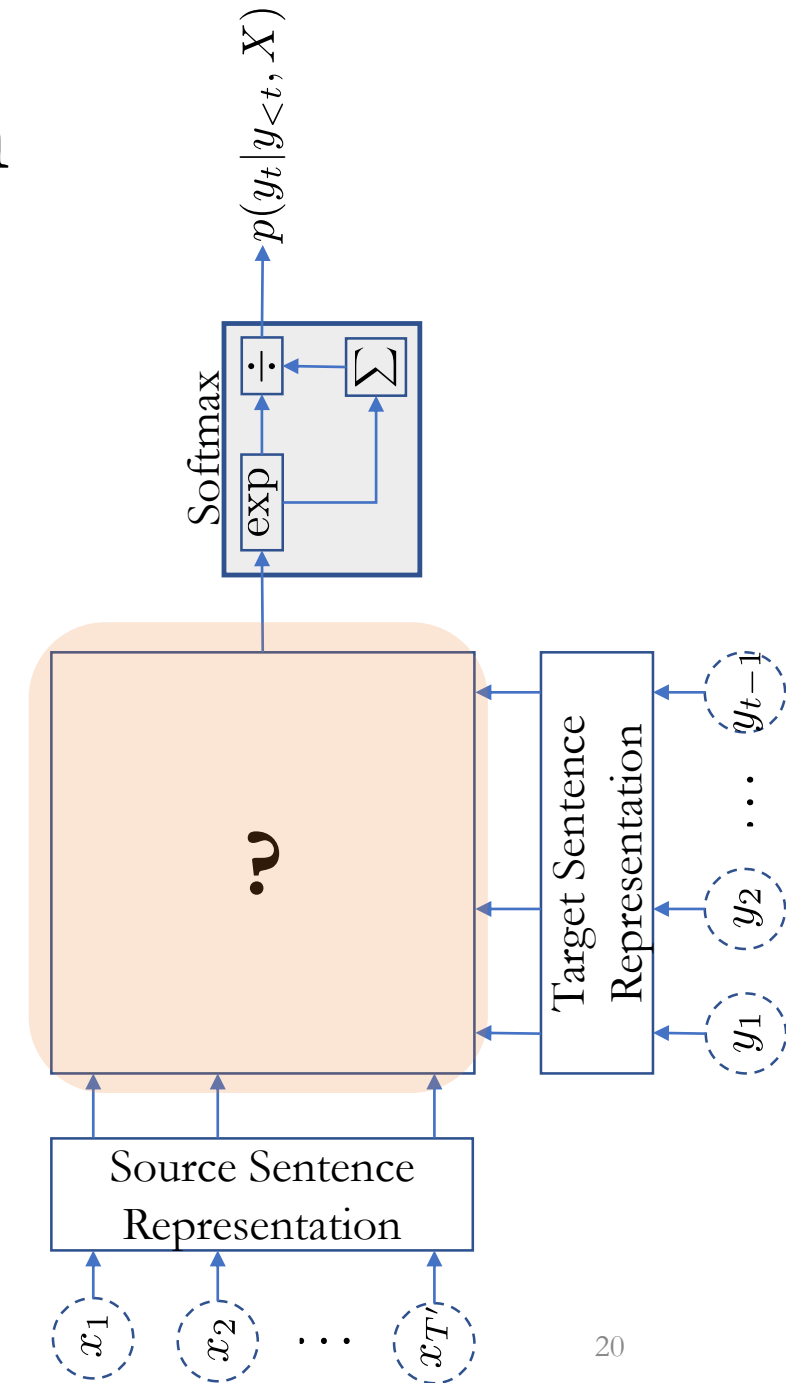 p(y_t|y_{<t}, X)
Softmax
÷
Σ
exp
?
Target Sentence
Representation
y_1
y_2
...
y_{t-1}
Source Sentence
Representation
x_1
x_2
...
x_{T'}
20